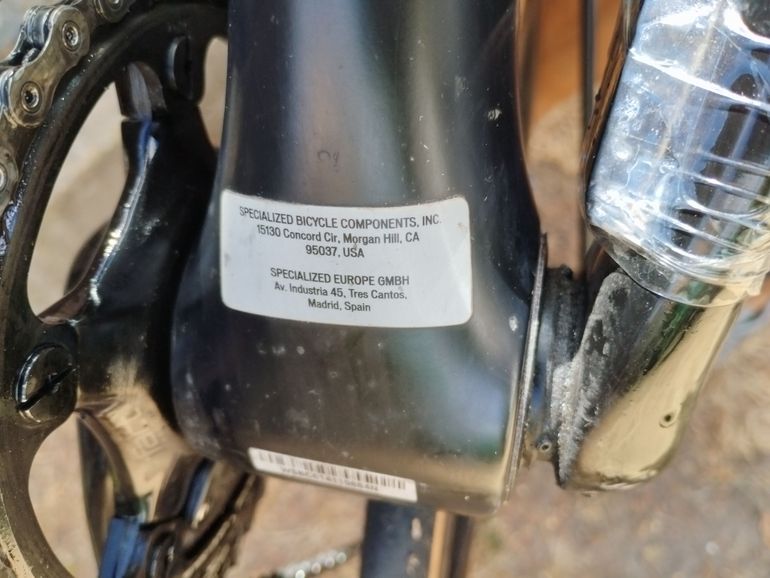 SPECIALIZED BICYCLE COMPONENTS, INC.
15130 Concord Cir, Morgan Hill, CA
95037, USA
SPECIALIZED EUROPE GMBH
Av. Industria 45, Tres Cantos,
Madrid, Spain